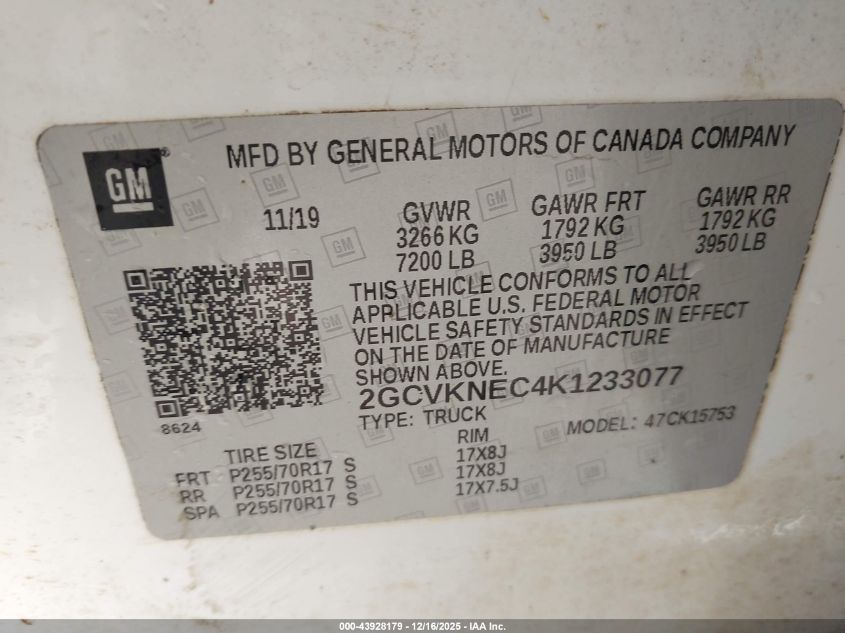 GM
MFD BY GENERAL MOTORS OF CANADA COMPANY
11/19
GVWR GAWR FRT GAWR RR
3266 KG 1792 KG 1792 KG
7200 LB 3950 LB 3950 LB
THIS VEHICLE CONFORMS TO ALL
APPLICABLE U.S. FEDERAL MOTOR
VEHICLE SAFETY STANDARDS IN EFFECT
ON THE DATE OF MANUFACTURE
SHOWN ABOVE.
2GCVKNEC4K1233077
TYPE: TRUCK MODEL: 47CK15753
8624
TIRE SIZE RIM
FRT P255/70R17 S 17X8J
RR P255/70R17 S 17X8J
SPA P255/70R17 S 17X7.5J
000-43928179 - 12/16/2025 - IAA Inc.